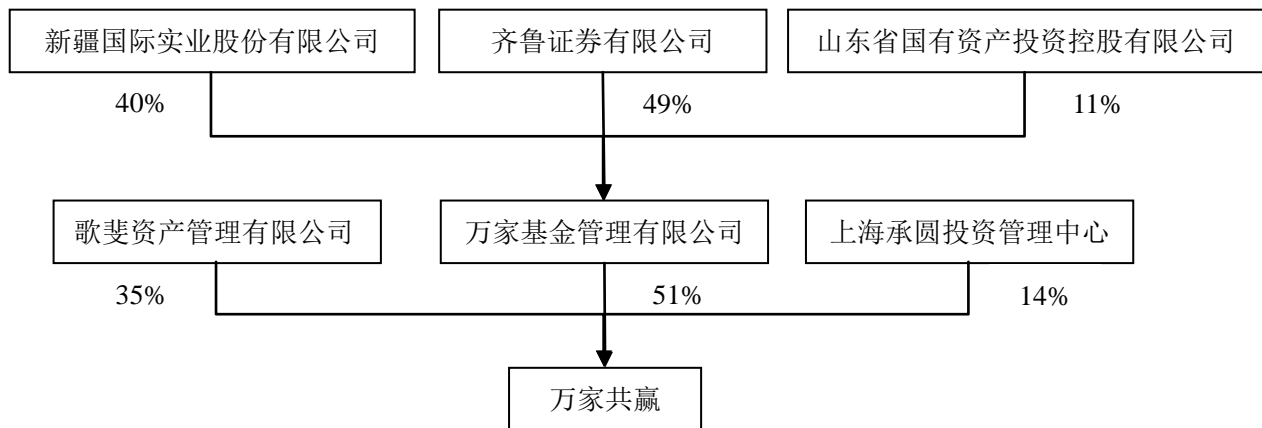 新疆国际实业股份有限公司
齐鲁证券有限公司
山东省国有资产投资控股有限公司
40%
49%
11%
歌斐资产管理有限公司
万家基金管理有限公司
上海承圆投资管理中心
35%
51%
14%
万家共赢